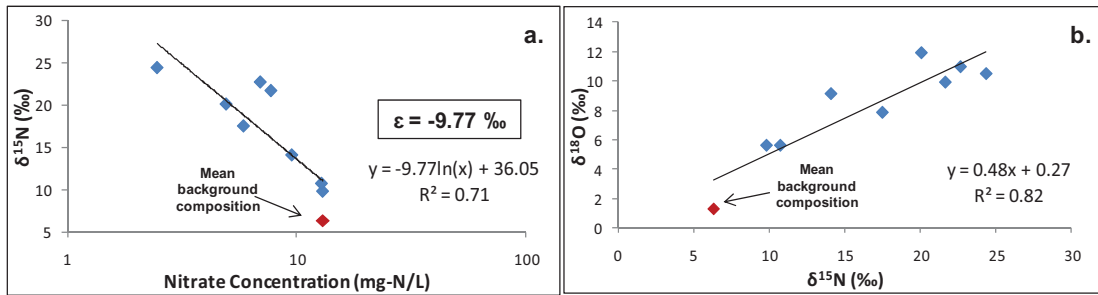 a.
30
25
20
15
10
5
δ¹⁵N (‰)
ε = -9.77 ‰
y = -9.77ln(x) + 36.05
R² = 0.71
Mean
background
composition
1
10
100
Nitrate Concentration (mg-N/L)
b.
14
12
10
8
6
4
2
0
δ¹⁸O (‰)
y = 0.48x + 0.27
R² = 0.82
Mean
background
composition
0
5
10
15
20
25
30
δ¹⁵N (‰)